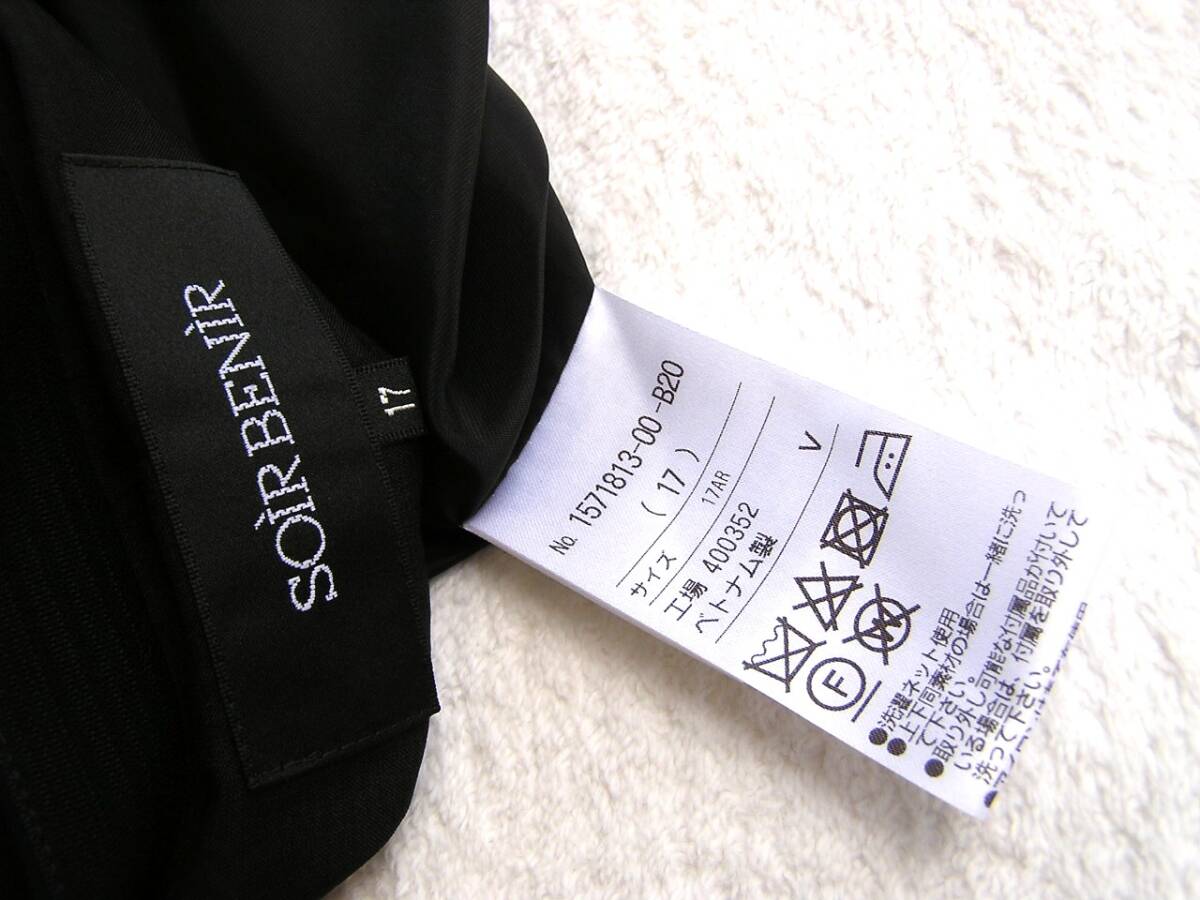 SOIR BENIR
17
No. 1571813-00-B20
( 17 )
サイズ 17AR
工場 400352
ベトナム製 V
F
W
●洗濯ネット使用
●上下同素材の場合は一緒に洗っ
て下さい。
●取り外し可能な付属品が付いて
いる場合は、付属を取り外して
洗って下さい。